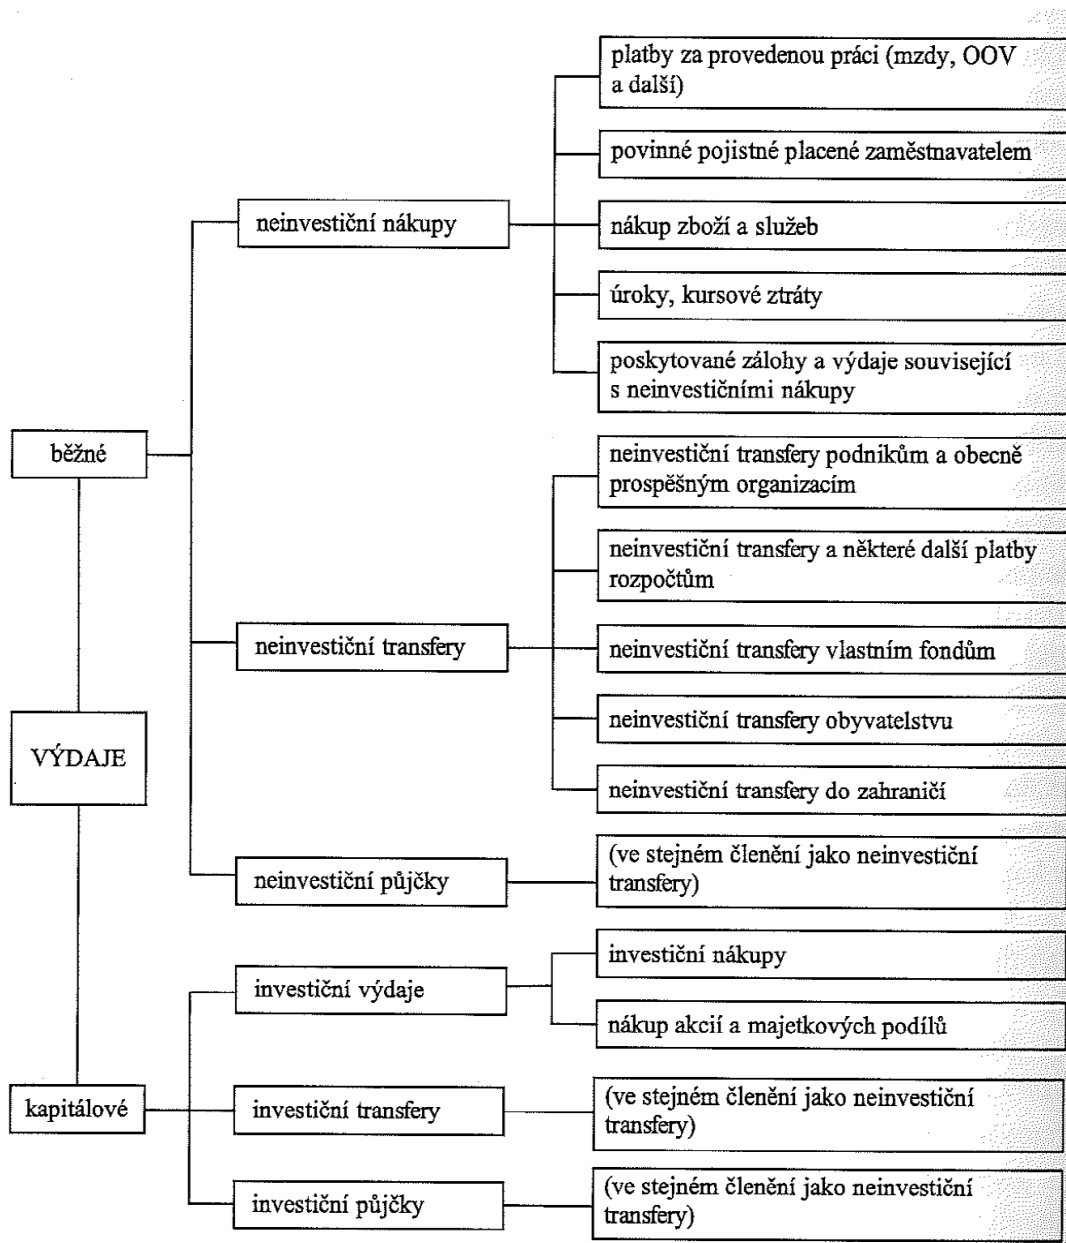 platby za provedenou práci (mzdy, OOV
a další)
povinné pojistné placené zaměstnavatelem
neinvestiční nákupy
nákup zboží a služeb
úroky, kursové ztráty
poskytované zálohy a výdaje související
s neinvestičními nákupy
běžné
neinvestiční transfery podnikům a obecně
prospěšným organizacím
neinvestiční transfery a některé další platby
rozpočtům
neinvestiční transfery
neinvestiční transfery vlastním fondům
neinvestiční transfery obyvatelstvu
VÝDAJE
neinvestiční transfery do zahraničí
neinvestiční půjčky
(ve stejném členění jako neinvestiční
transfery)
investiční výdaje
investiční nákupy
nákup akcií a majetkových podílů
kapitálové
investiční transfery
(ve stejném členění jako neinvestiční
transfery)
investiční půjčky
(ve stejném členění jako neinvestiční
transfery)